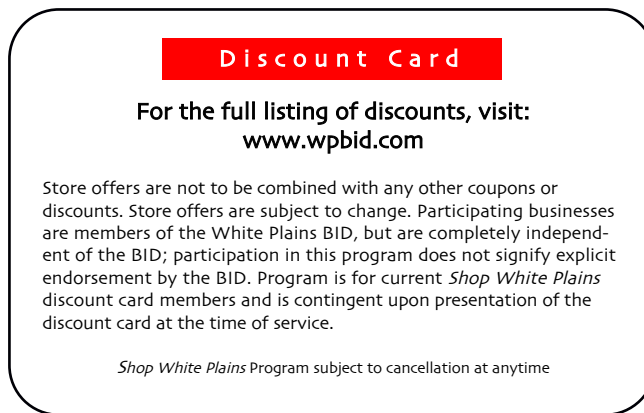 Discount Card
For the full listing of discounts, visit:
www.wpbid.com
Store offers are not to be combined with any other coupons or
discounts. Store offers are subject to change. Participating businesses
are members of the White Plains BID, but are completely independ-
ent of the BID; participation in this program does not signify explicit
endorsement by the BID. Program is for current Shop White Plains
discount card members and is contingent upon presentation of the
discount card at the time of service.
Shop White Plains Program subject to cancellation at anytime